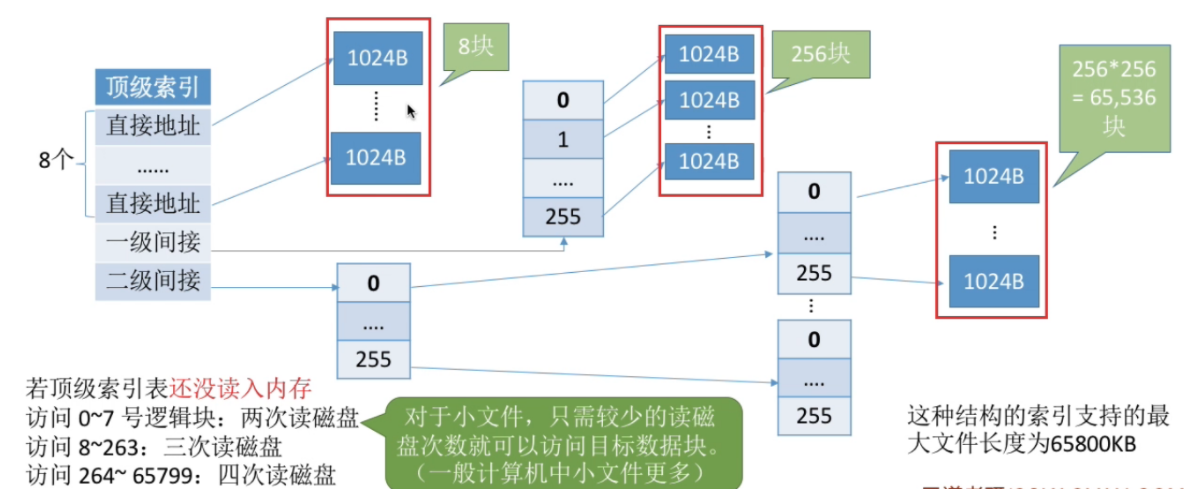 顶级索引
直接地址
......
直接地址
一级间接
二级间接
8个
1024B
1024B
8块
0
1
....
255
1024B
1024B
1024B
256块
0
....
255
0
....
255
0
....
255
1024B
1024B
256*256
= 65,536
块
若顶级索引表还没读入内存
访问 0~7 号逻辑块：两次读磁盘
访问 8~263：三次读磁盘
访问 264~ 65799：四次读磁盘
对于小文件，只需较少的读磁
盘次数就可以访问目标数据块。
（一般计算机中小文件更多）
这种结构的索引支持的最
大文件长度为65800KB